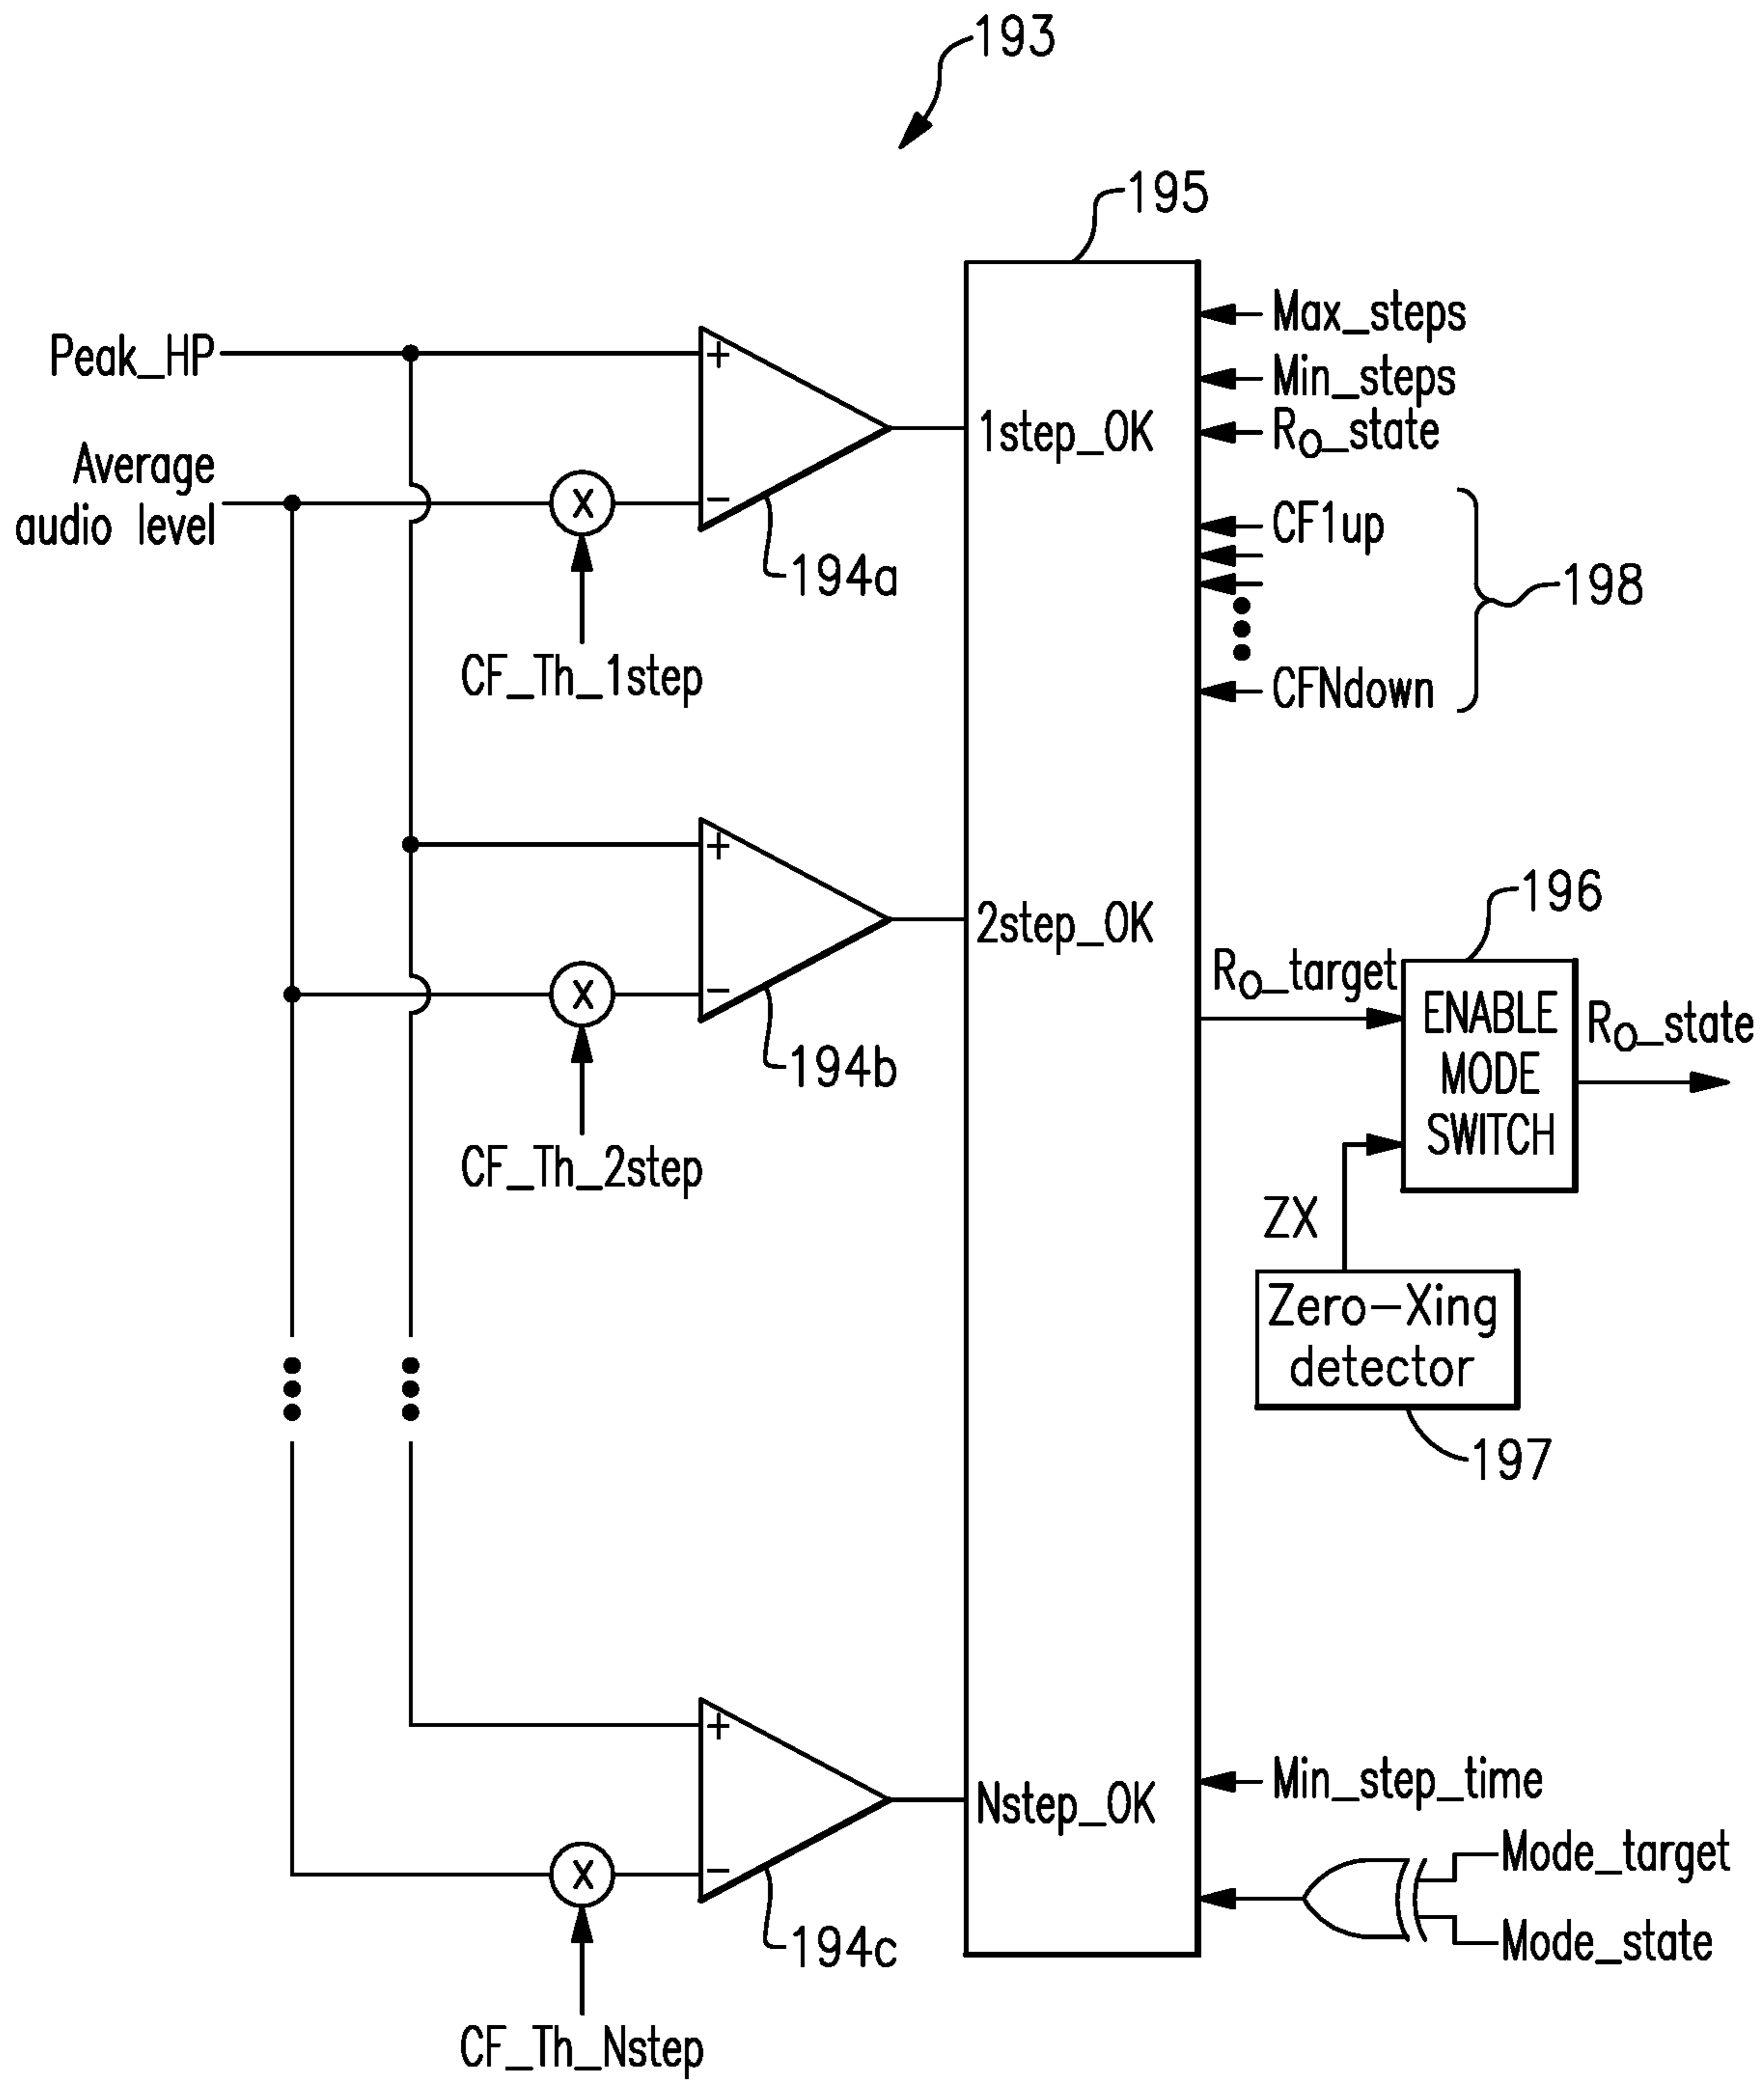 193
195
Peak_HP
+
Average
audio level
X
−
194a
CF_Th_1step
1step_OK
Max_steps
Min_steps
RO_state
CF1up
198
CFNdown
+
X
−
194b
CF_Th_2step
2step_OK
196
RO_target
ENABLE
MODE
SWITCH
RO_state
ZX
Zero−Xing
detector
197
+
X
−
194c
CF_Th_Nstep
Nstep_OK
Min_step_time
Mode_target
Mode_state